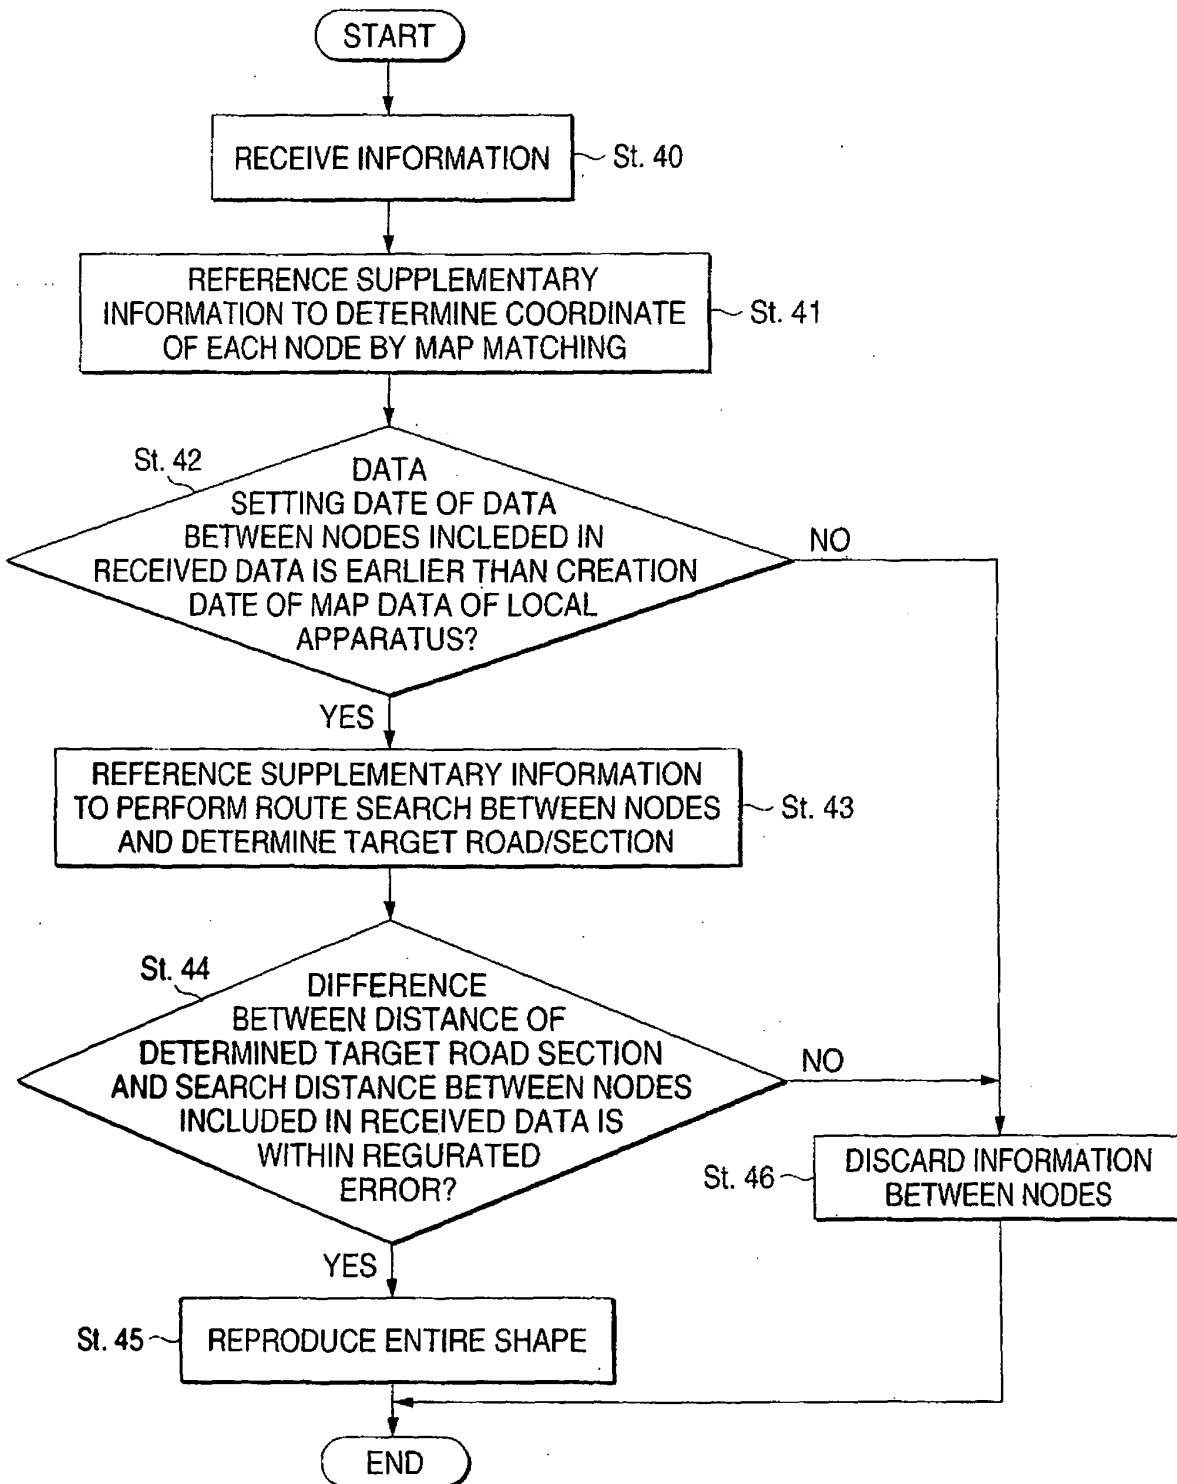 START
RECEIVE INFORMATION
St. 40
REFERENCE SUPPLEMENTARY
INFORMATION TO DETERMINE COORDINATE
OF EACH NODE BY MAP MATCHING
St. 41
St. 42
DATA
SETTING DATE OF DATA
BETWEEN NODES INCLEDED IN
RECEIVED DATA IS EARLIER THAN CREATION
DATE OF MAP DATA OF LOCAL
APPARATUS?
NO
YES
REFERENCE SUPPLEMENTARY INFORMATION
TO PERFORM ROUTE SEARCH BETWEEN NODES
AND DETERMINE TARGET ROAD/SECTION
St. 43
St. 44
DIFFERENCE
BETWEEN DISTANCE OF
DETERMINED TARGET ROAD SECTION
AND SEARCH DISTANCE BETWEEN NODES
INCLUDED IN RECEIVED DATA IS
WITHIN REGURATED
ERROR?
NO
YES
St. 46
DISCARD INFORMATION
BETWEEN NODES
St. 45
REPRODUCE ENTIRE SHAPE
END